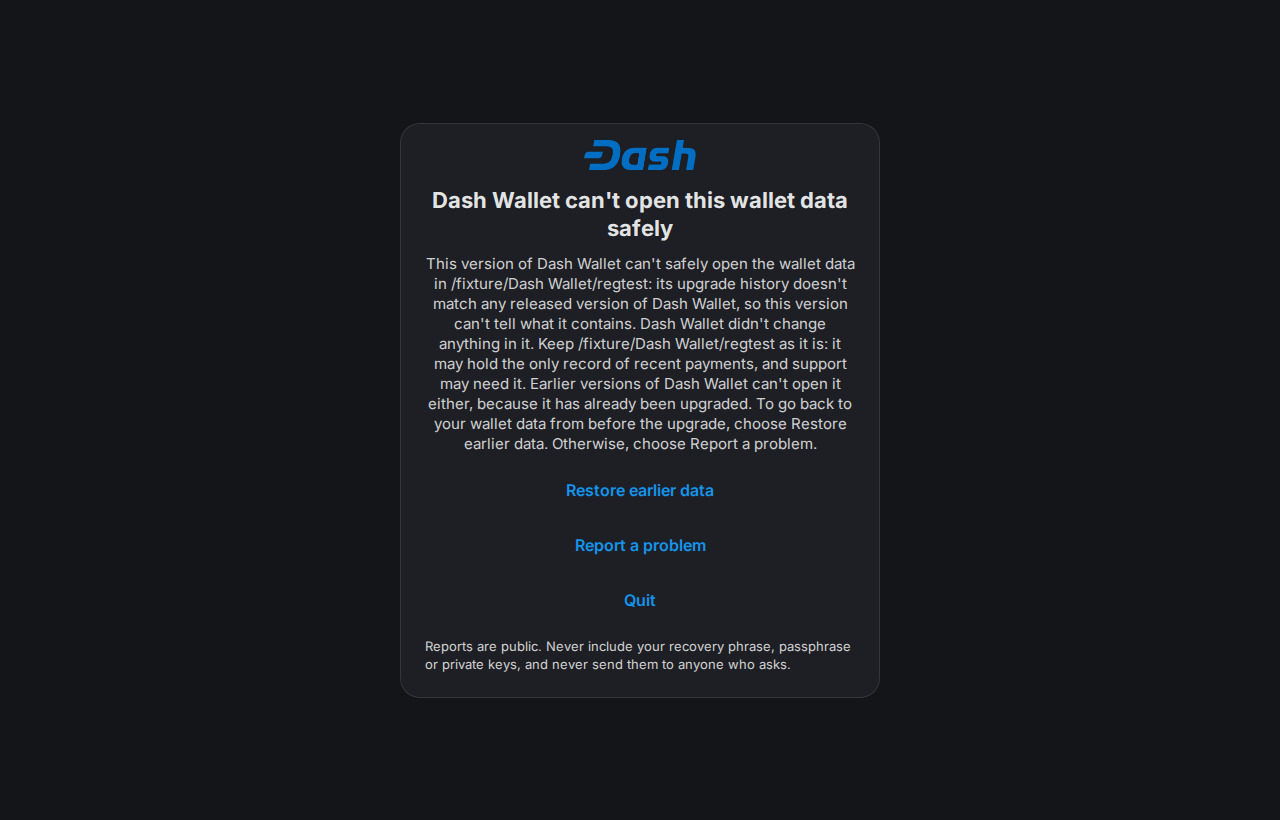 Dash
Dash Wallet can't open this wallet data
safely
This version of Dash Wallet can't safely open the wallet data
in /fixture/Dash Wallet/regtest: its upgrade history doesn't
match any released version of Dash Wallet, so this version
can't tell what it contains. Dash Wallet didn't change
anything in it. Keep /fixture/Dash Wallet/regtest as it is: it
may hold the only record of recent payments, and support
may need it. Earlier versions of Dash Wallet can't open it
either, because it has already been upgraded. To go back to
your wallet data from before the upgrade, choose Restore
earlier data. Otherwise, choose Report a problem.
Restore earlier data
Report a problem
Quit
Reports are public. Never include your recovery phrase, passphrase
or private keys, and never send them to anyone who asks.